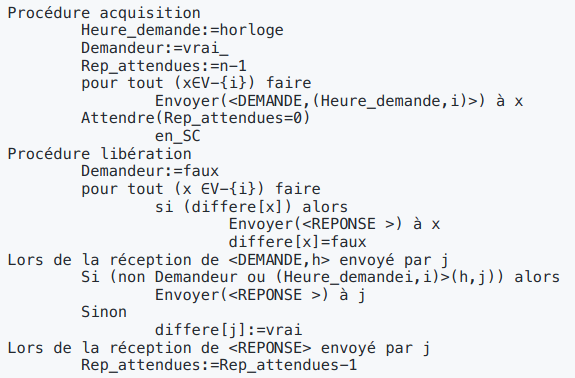 Procédure acquisition
Heure_demande:=horloge
Demandeur:=vrai_
Rep_attendues:=n-1
pour tout (x∈V-{i}) faire
Envoyer(<DEMANDE,(Heure_demande,i)>) à x
Attendre(Rep_attendues=0)
en_SC
Procédure libération
Demandeur:=faux
pour tout (x ∈V-{i}) faire
si (differe[x]) alors
Envoyer(<REPONSE >) à x
differe[x]=faux
Lors de la réception de <DEMANDE,h> envoyé par j
Si (non Demandeur ou (Heure_demandei,i)>(h,j)) alors
Envoyer(<REPONSE >) à j
Sinon
differe[j]:=vrai
Lors de la réception de <REPONSE> envoyé par j
Rep_attendues:=Rep_attendues-1